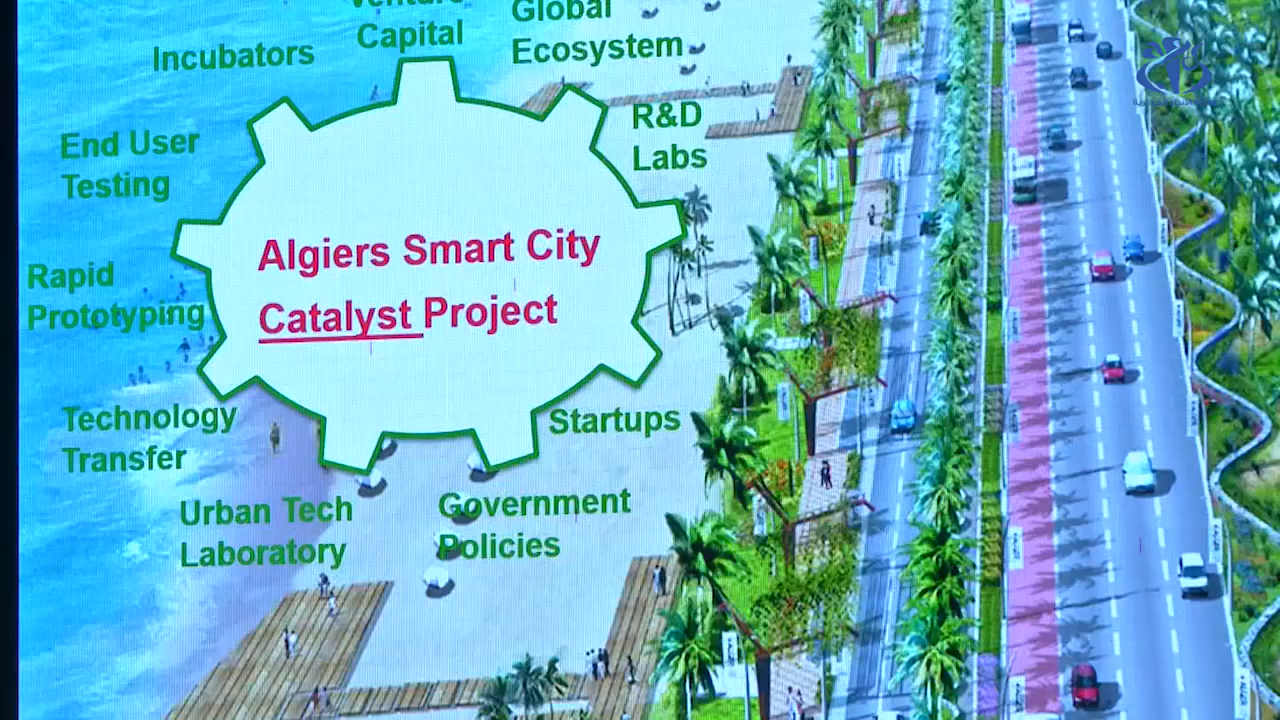 Venture
Capital
Global
Ecosystem
Incubators
R&D
Labs
End User
Testing
Algiers Smart City
Catalyst Project
Rapid
Prototyping
Technology
Transfer
Startups
Urban Tech
Laboratory
Government
Policies